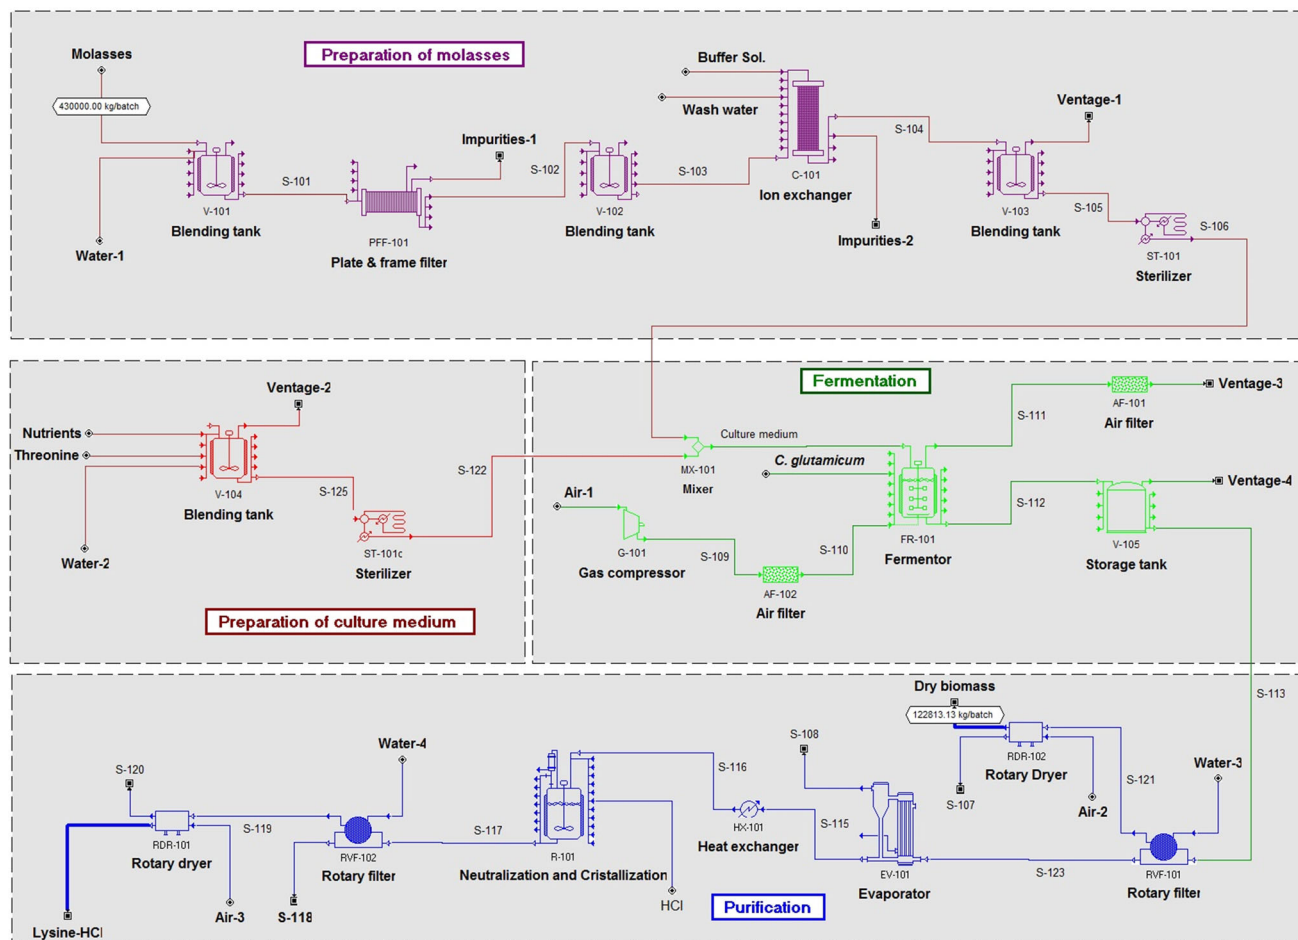 Preparation of molasses
Molasses
430000.00 kg/batch
Water-1
V-101
Blending tank
S-101
PFF-101
Plate & frame filter
Impurities-1
S-102
V-102
Blending tank
S-103
Buffer Sol.
Wash water
C-101
Ion exchanger
Impurities-2
S-104
Ventage-1
V-103
Blending tank
S-105
S-106
ST-101
Sterilizer
Ventage-2
Nutrients
Threonine
Water-2
V-104
Blending tank
S-125
ST-101c
Sterilizer
S-122
Preparation of culture medium
Fermentation
Culture medium
MX-101
Mixer
C. glutamicum
Air-1
G-101
Gas compressor
S-109
AF-102
Air filter
S-110
FR-101
Fermentor
S-111
AF-101
Air filter
Ventage-3
S-112
V-105
Storage tank
Ventage-4
S-113
Dry biomass
122813.13 kg/batch
RDR-102
Rotary Dryer
S-107
Air-2
S-121
Water-3
RVF-101
Rotary filter
S-123
S-108
EV-101
Evaporator
S-115
HX-101
Heat exchanger
S-116
R-101
Neutralization and Cristallization
HCl
S-117
Water-4
RVF-102
Rotary filter
S-118
S-119
S-120
RDR-101
Rotary dryer
Air-3
Lysine-HCl
Purification